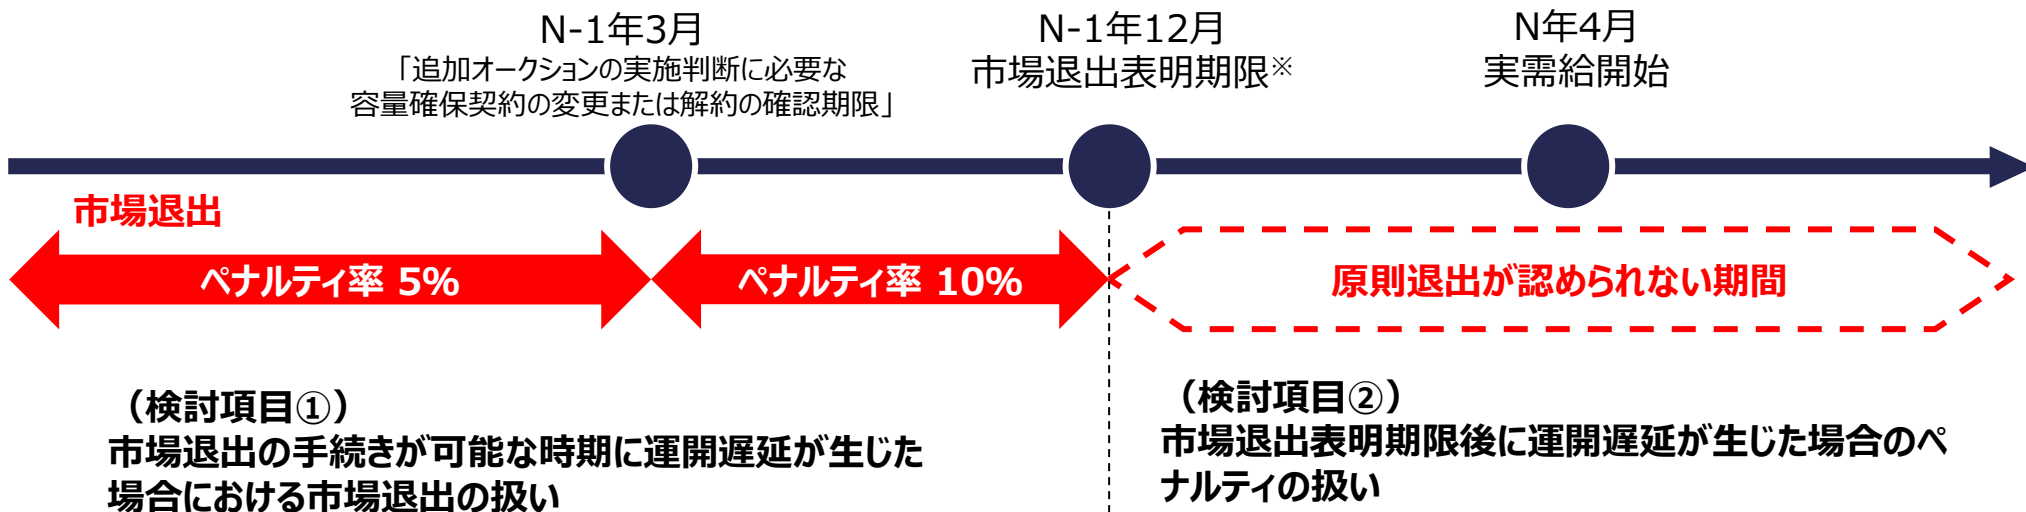 N-1年3月
「追加オークションの実施判断に必要な
容量確保契約の変更または解約の確認期限」
N-1年12月
市場退出表明期限※
N年4月
実需給開始
市場退出
ペナルティ率 5%
ペナルティ率 10%
原則退出が認められない期間
（検討項目①）
市場退出の手続きが可能な時期に運開遅延が生じた
場合における市場退出の扱い
（検討項目②）
市場退出表明期限後に運開遅延が生じた場合のペ
ナルティの扱い